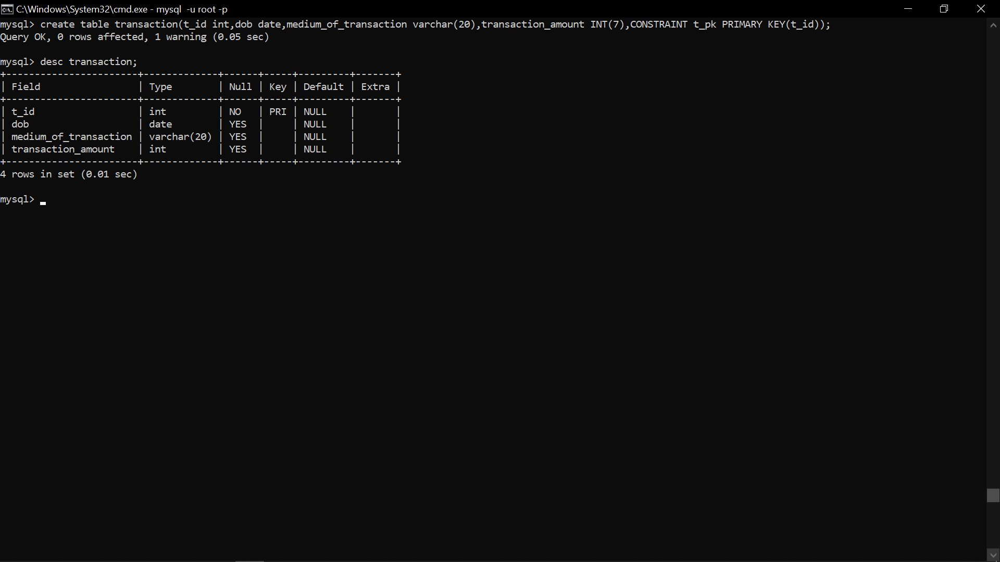 C:\Windows\System32\cmd.exe - mysql  -u root -p
mysql> create table transaction(t_id int,dob date,medium_of_transaction varchar(20),transaction_amount INT(7),CONSTRAINT t_pk PRIMARY KEY(t_id));
Query OK, 0 rows affected, 1 warning (0.05 sec)
mysql> desc transaction;
+-----------------------+-------------+------+-----+---------+-------+
| Field                 | Type        | Null | Key | Default | Extra |
+-----------------------+-------------+------+-----+---------+-------+
| t_id                  | int         | NO   | PRI | NULL    |       |
| dob                   | date        | YES  |     | NULL    |       |
| medium_of_transaction | varchar(20) | YES  |     | NULL    |       |
| transaction_amount    | int         | YES  |     | NULL    |       |
+-----------------------+-------------+------+-----+---------+-------+
4 rows in set (0.01 sec)
mysql>